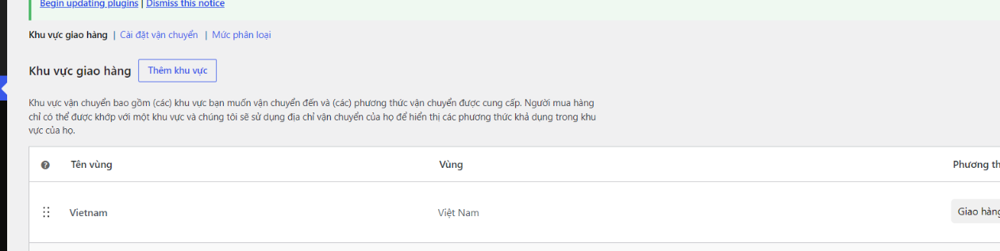 Begin updating plugins | Dismiss this notice
Khu vực giao hàng | Cài đặt vận chuyển | Mức phân loại
Khu vực giao hàng Thêm khu vực
Khu vực vận chuyển bao gồm (các) khu vực bạn muốn vận chuyển đến và (các) phương thức vận chuyển được cung cấp. Người mua hàng
chỉ có thể được khớp với một khu vực và chúng tôi sẽ sử dụng địa chỉ vận chuyển của họ để hiển thị các phương thức khả dụng trong khu
vực của họ.
Tên vùng Vùng Phương th
Vietnam Việt Nam Giao hàng